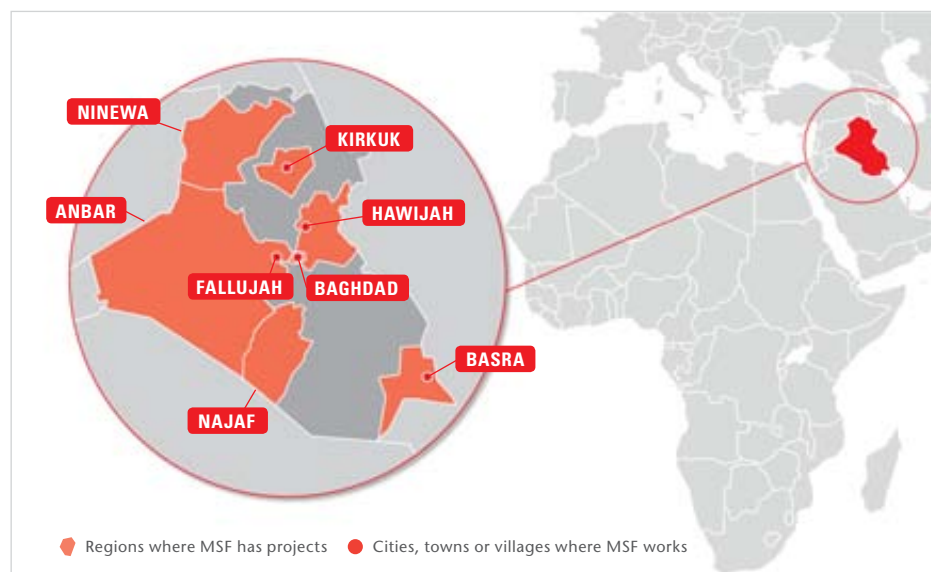 NINEWA
KIRKUK
ANBAR
HAWIJAH
FALLUJAH
BAGHDAD
BASRA
NAJAF
Regions where MSF has projects
Cities, towns or villages where MSF works